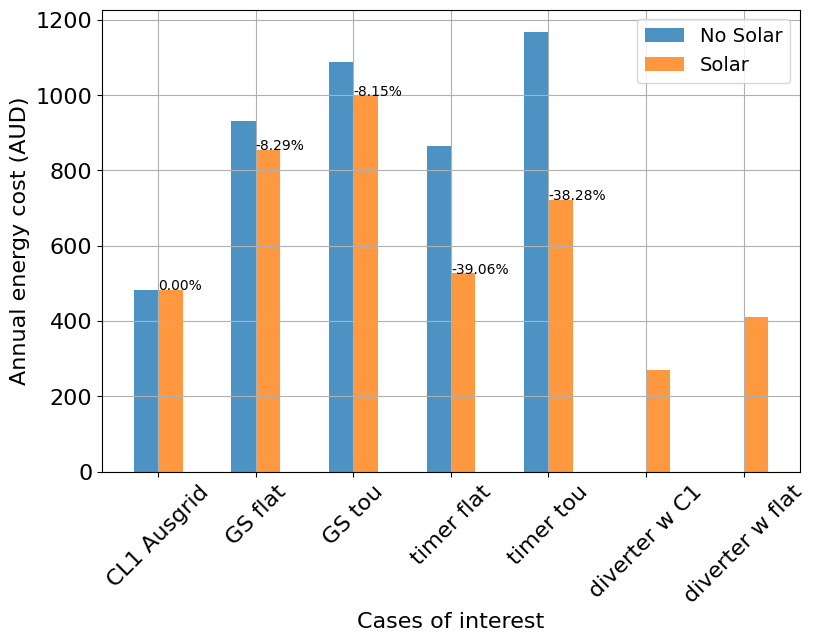 No Solar
Solar
1200
1000
800
600
400
200
0
Annual energy cost (AUD)
0.00%
-8.29%
-8.15%
-39.06%
-38.28%
CL1 Ausgrid
GS flat
GS tou
timer flat
timer tou
diverter w C1
diverter w flat
Cases of interest